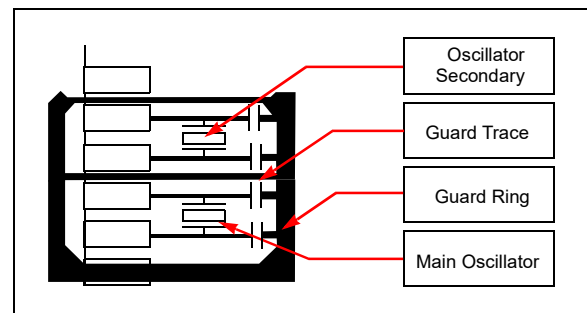 Oscillator
Secondary
Guard Trace
Guard Ring
Main Oscillator